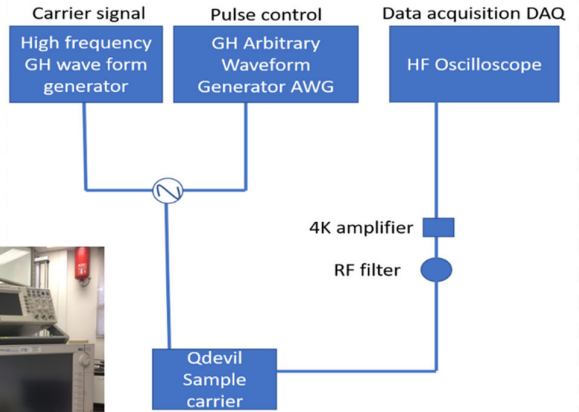 Carrier signal
Pulse control
Data acquisition DAQ
High frequency
GH wave form
generator
GH Arbitrary
Waveform
Generator AWG
HF Oscilloscope
4K amplifier
RF filter
Qdevil
Sample
carrier